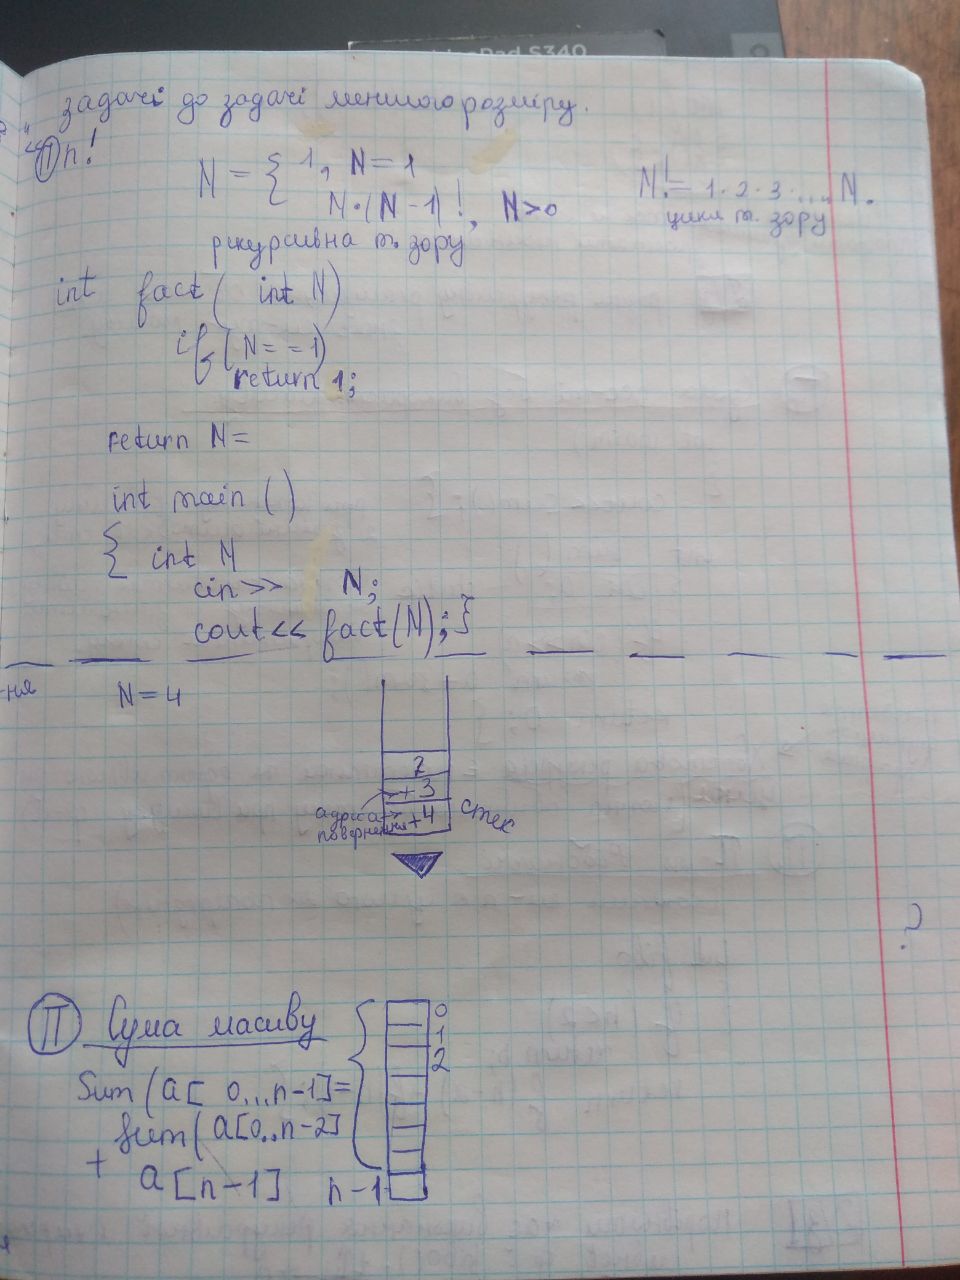 S340
задачі до задачі меншого розміру.
П n!
N = { 1, N = 1
N·(N-1)!, N>0
рекурсивна т. зору
N!= 1·2·3·.... N.
цикл т. зору
int fact( int N)
if (N= =1)
return 1;
return N=
int main ()
{ int N
cin>> N;
cout<< fact(N);}
-ня
N=4
2
+3
+4
адреса
повернення
стек
?
П Сума масиву
Sum (a[ 0...n-1]=
sum( a[0..n-2]
+ a[n-1]
0
1
2
n-1